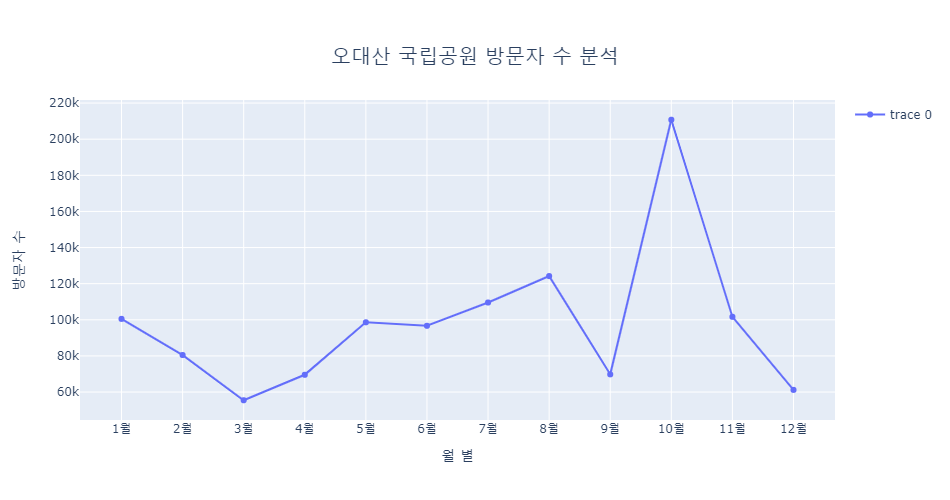 오대산 국립공원 방문자 수 분석
trace 0
220k
200k
180k
160k
140k
120k
100k
80k
60k
방문자 수
1월 2월 3월 4월 5월 6월 7월 8월 9월 10월 11월 12월
월 별